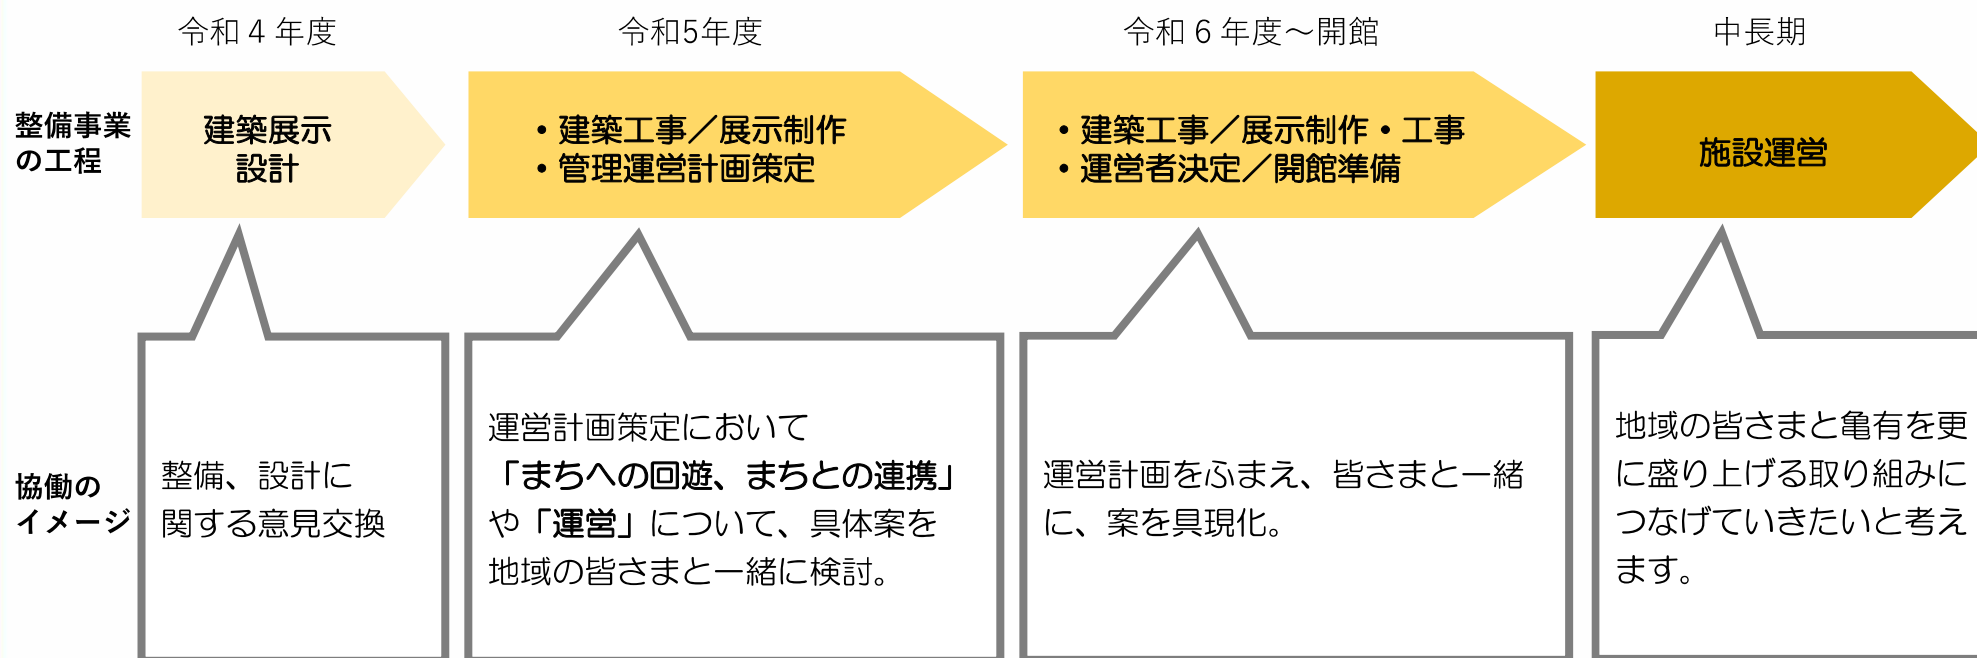 令和４年度
令和5年度
令和６年度～開館
中長期
整備事業
の工程
建築展示
設計
・建築工事／展示制作
・管理運営計画策定
・建築工事／展示制作・工事
・運営者決定／開館準備
施設運営
協働の
イメージ
整備、設計に
関する意見交換
運営計画策定において
「まちへの回遊、まちとの連携」
や「運営」について、具体案を
地域の皆さまと一緒に検討。
運営計画をふまえ、皆さまと一緒
に、案を具現化。
地域の皆さまと亀有を更
に盛り上げる取り組みに
つなげていきたいと考え
ます。